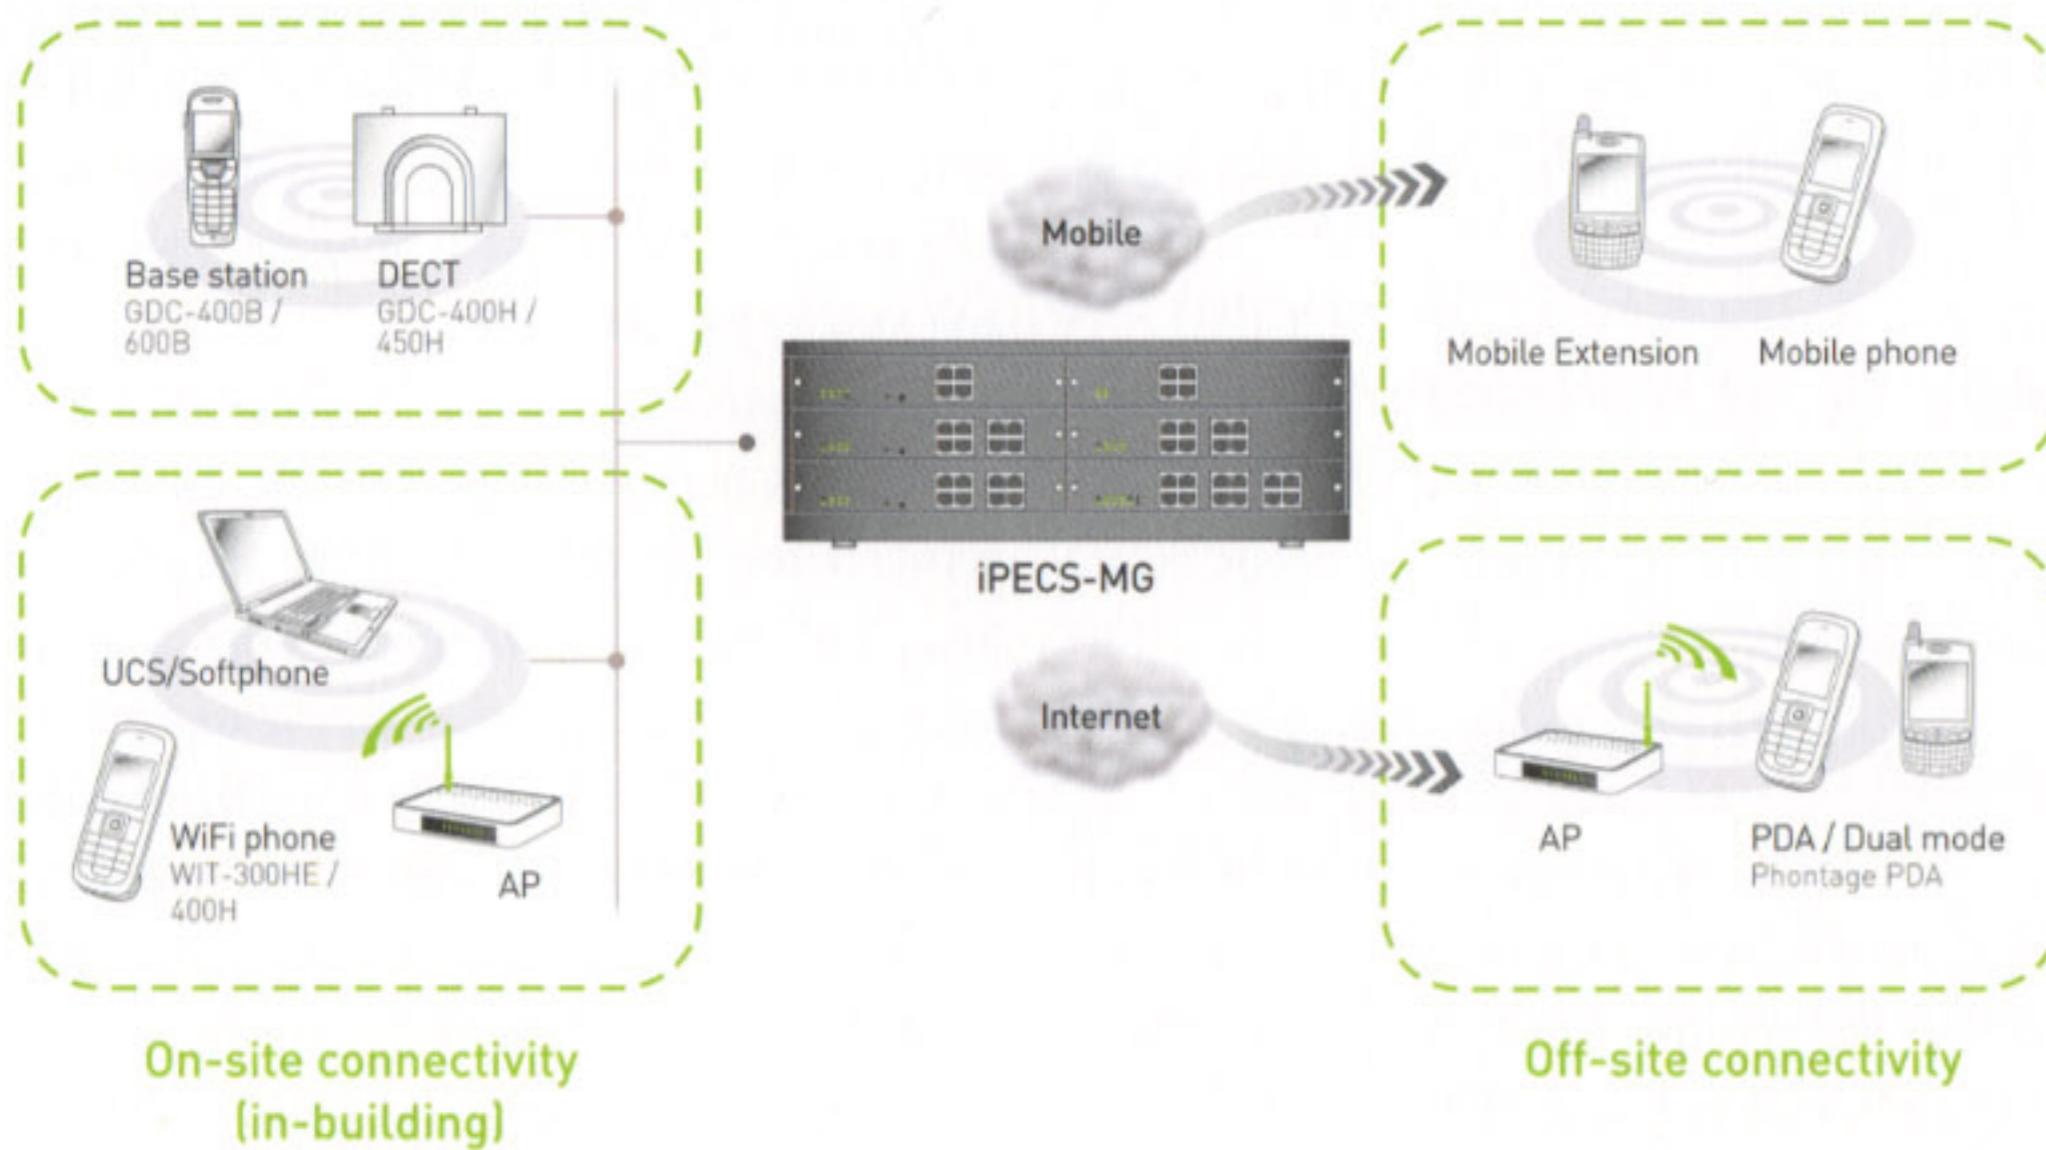 Base station
GDC-400B /
600B
DECT
GDC-400H /
450H
UCS/Softphone
WiFi phone
WIT-300HE /
400H
AP
On-site connectivity
(in-building)
Mobile
iPECS-MG
Internet
Mobile Extension
Mobile phone
AP
PDA / Dual mode
Phontage PDA
Off-site connectivity